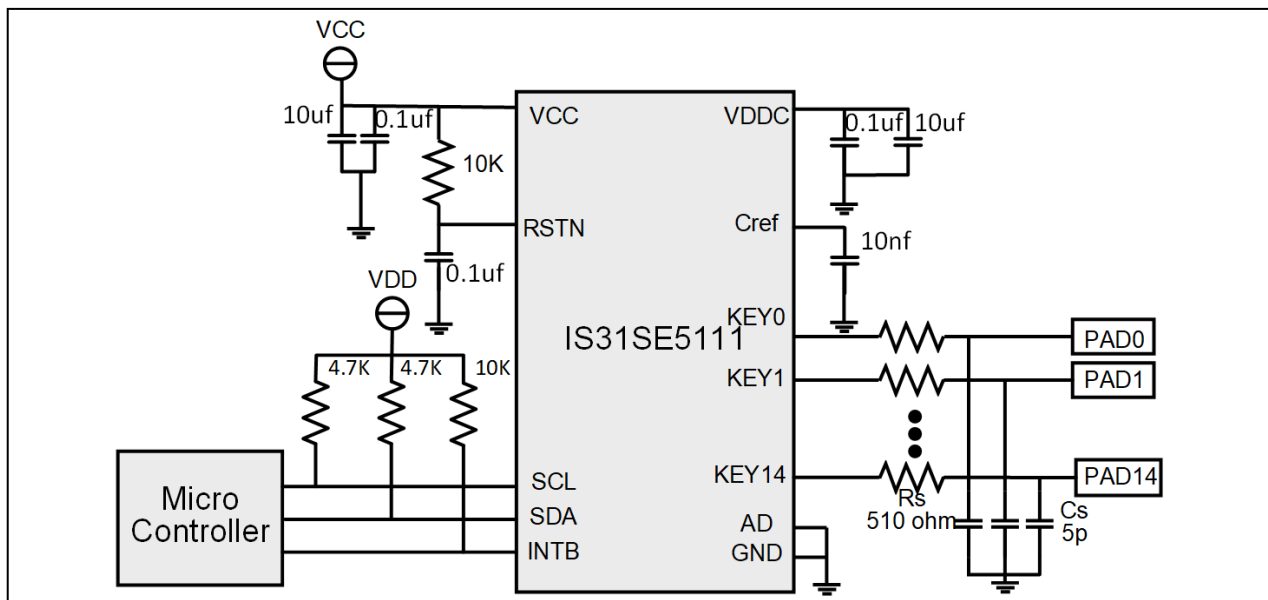 VCC
10uf
0.1uf
VCC
10K
RSTN
0.1uf
VDD
4.7K
4.7K
10K
Micro
Controller
SCL
SDA
INTB
IS31SE5111
VDDC
0.1uf
10uf
Cref
10nf
KEY0
PAD0
KEY1
PAD1
KEY14
PAD14
Rs
510 ohm
Cs
5p
AD
GND